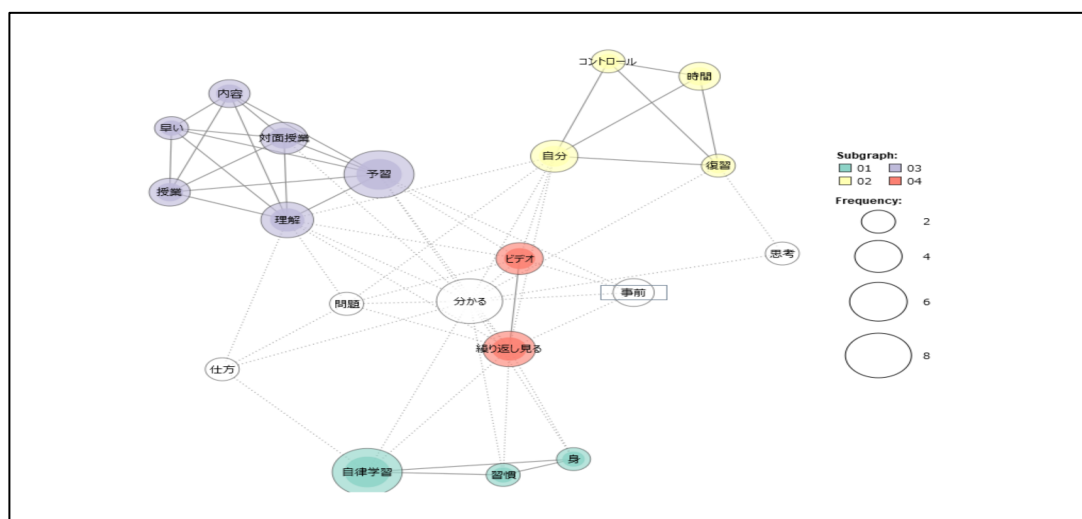 コントロール
時間
内容
早い
対面授業
自分
復習
予習
授業
理解
ビデオ
思考
分かる
事前
問題
繰り返し見る
仕方
自律学習
習慣
身
Subgraph:
01 03
02 04
Frequency:
2
4
6
8